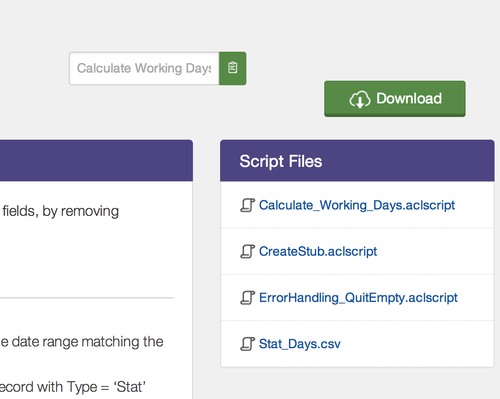 Calculate Working Days
Download
fields, by removing
e date range matching the
ecord with Type = ‘Stat’
Script Files
Calculate_Working_Days.aclscript
CreateStub.aclscript
ErrorHandling_QuitEmpty.aclscript
Stat_Days.csv